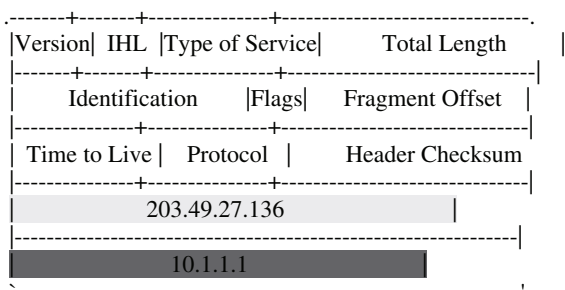 .-------+-------+---------------+-------------------------------.
|Version| IHL |Type of Service| Total Length |
|-------+-------+---------------+-------------------------------|
| Identification |Flags| Fragment Offset |
|---------------+---------------+-------------------------------|
| Time to Live | Protocol | Header Checksum
|---------------+---------------+-------------------------------|
| 203.49.27.136 |
|---------------------------------------------------------------|
| 10.1.1.1 |
` '